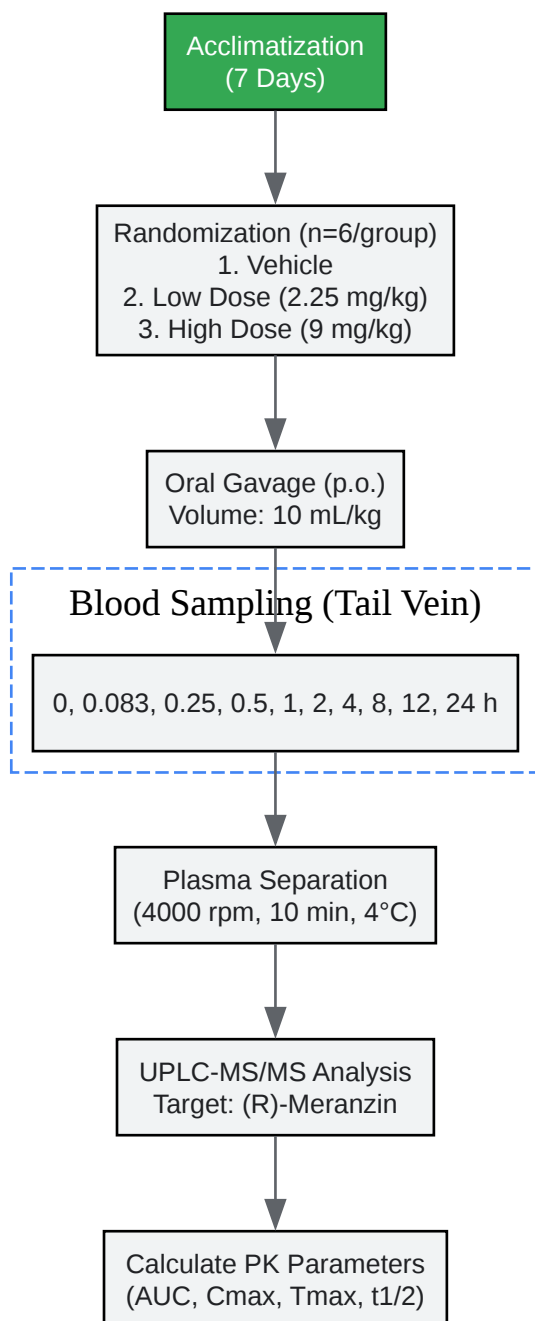 Acclimatization
(7 Days)
Randomization (n=6/group)
1. Vehicle
2. Low Dose (2.25 mg/kg)
3. High Dose (9 mg/kg)
Oral Gavage (p.o.)
Volume: 10 mL/kg
Blood Sampling (Tail Vein)
0, 0.083, 0.25, 0.5, 1, 2, 4, 8, 12, 24 h
Plasma Separation
(4000 rpm, 10 min, 4°C)
UPLC-MS/MS Analysis
Target: (R)-Meranzin
Calculate PK Parameters
(AUC, Cmax, Tmax, t1/2)